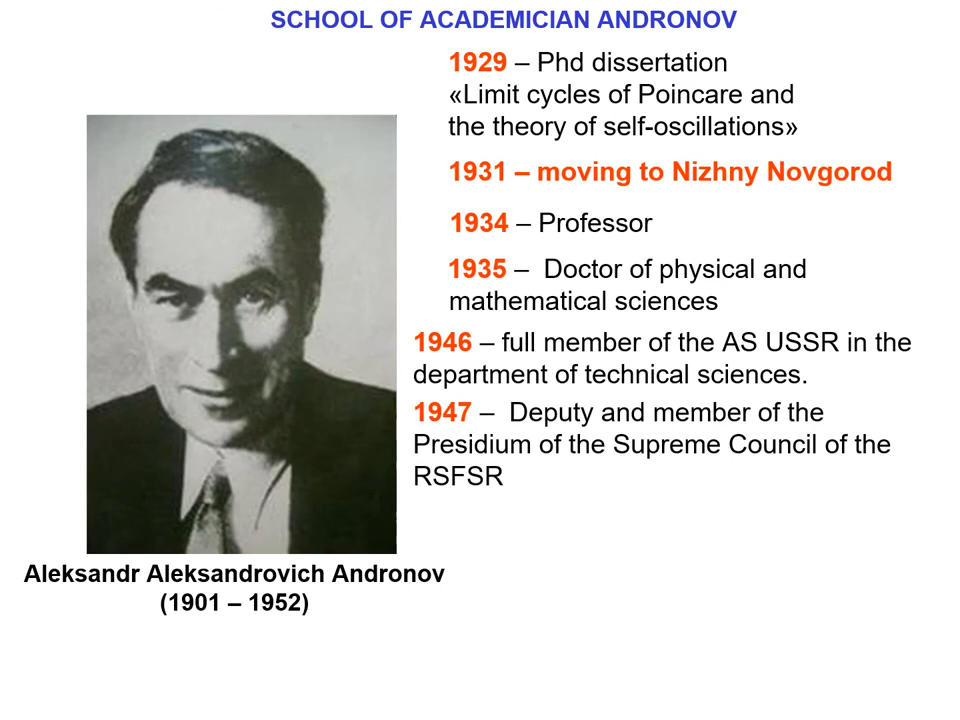 SCHOOL OF ACADEMICIAN ANDRONOV
1929 – Phd dissertation
«Limit cycles of Poincare and
the theory of self-oscillations»
1931 – moving to Nizhny Novgorod
1934 – Professor
1935 – Doctor of physical and
mathematical sciences
1946 – full member of the AS USSR in the
department of technical sciences.
1947 – Deputy and member of the
Presidium of the Supreme Council of the
RSFSR
Aleksandr Aleksandrovich Andronov
(1901 – 1952)